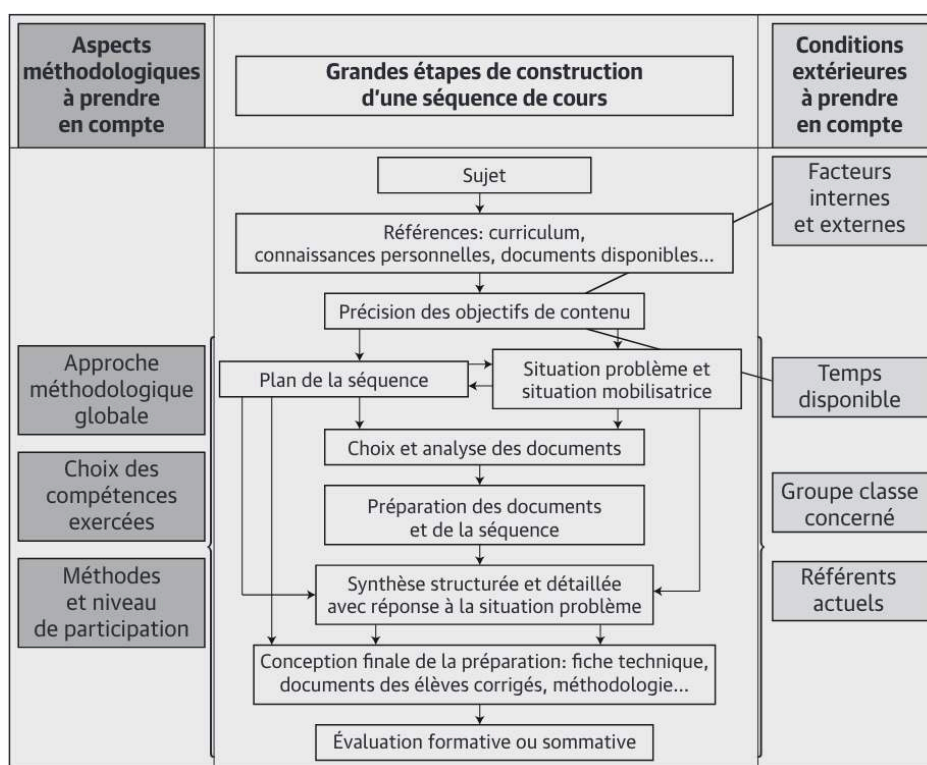 Aspects
méthodologiques
à prendre
en compte
Grandes étapes de construction
d'une séquence de cours
Conditions
extérieures
à prendre
en compte
Sujet
Facteurs
internes
et externes
Références: curriculum,
connaissances personnelles, documents disponibles...
Précision des objectifs de contenu
Approche
méthodologique
globale
Plan de la séquence
Situation problème et
situation mobilisatrice
Temps
disponible
Choix et analyse des documents
Choix des
compétences
exercées
Préparation des documents
et de la séquence
Groupe classe
concerné
Méthodes
et niveau
de participation
Synthèse structurée et détaillée
avec réponse à la situation problème
Référents
actuels
Conception finale de la préparation: fiche technique,
documents des élèves corrigés, méthodologie...
Évaluation formative ou sommative